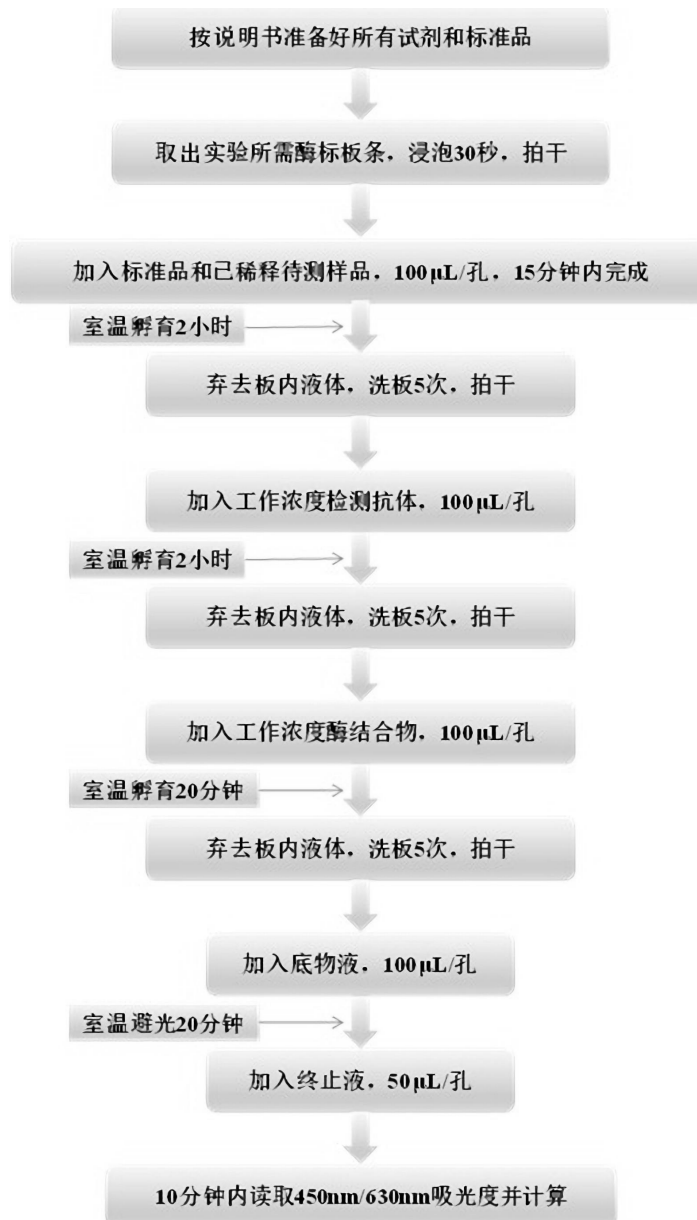 按说明书准备好所有试剂和标准品
取出实验所需酶标板条，浸泡30秒，拍干
加入标准品和已稀释待测样品，100μL/孔，15分钟内完成
室温孵育2小时
弃去板内液体，洗板5次，拍干
加入工作浓度检测抗体，100μL/孔
室温孵育2小时
弃去板内液体，洗板5次，拍干
加入工作浓度酶结合物，100μL/孔
室温孵育20分钟
弃去板内液体，洗板5次，拍干
加入底物液，100μL/孔
室温避光20分钟
加入终止液，50μL/孔
10分钟内读取450nm/630nm吸光度并计算